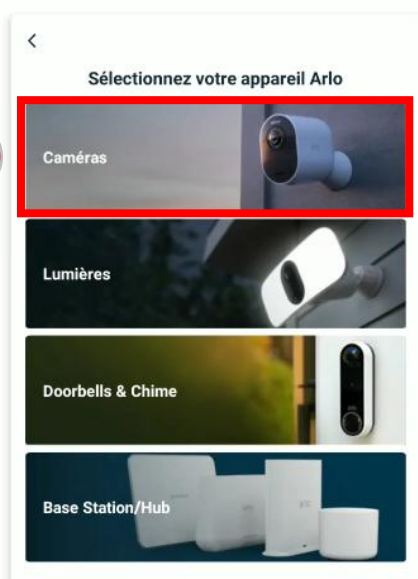 Sélectionnez votre appareil Arlo
Caméras
Lumières
Doorbells & Chime
Base Station/Hub